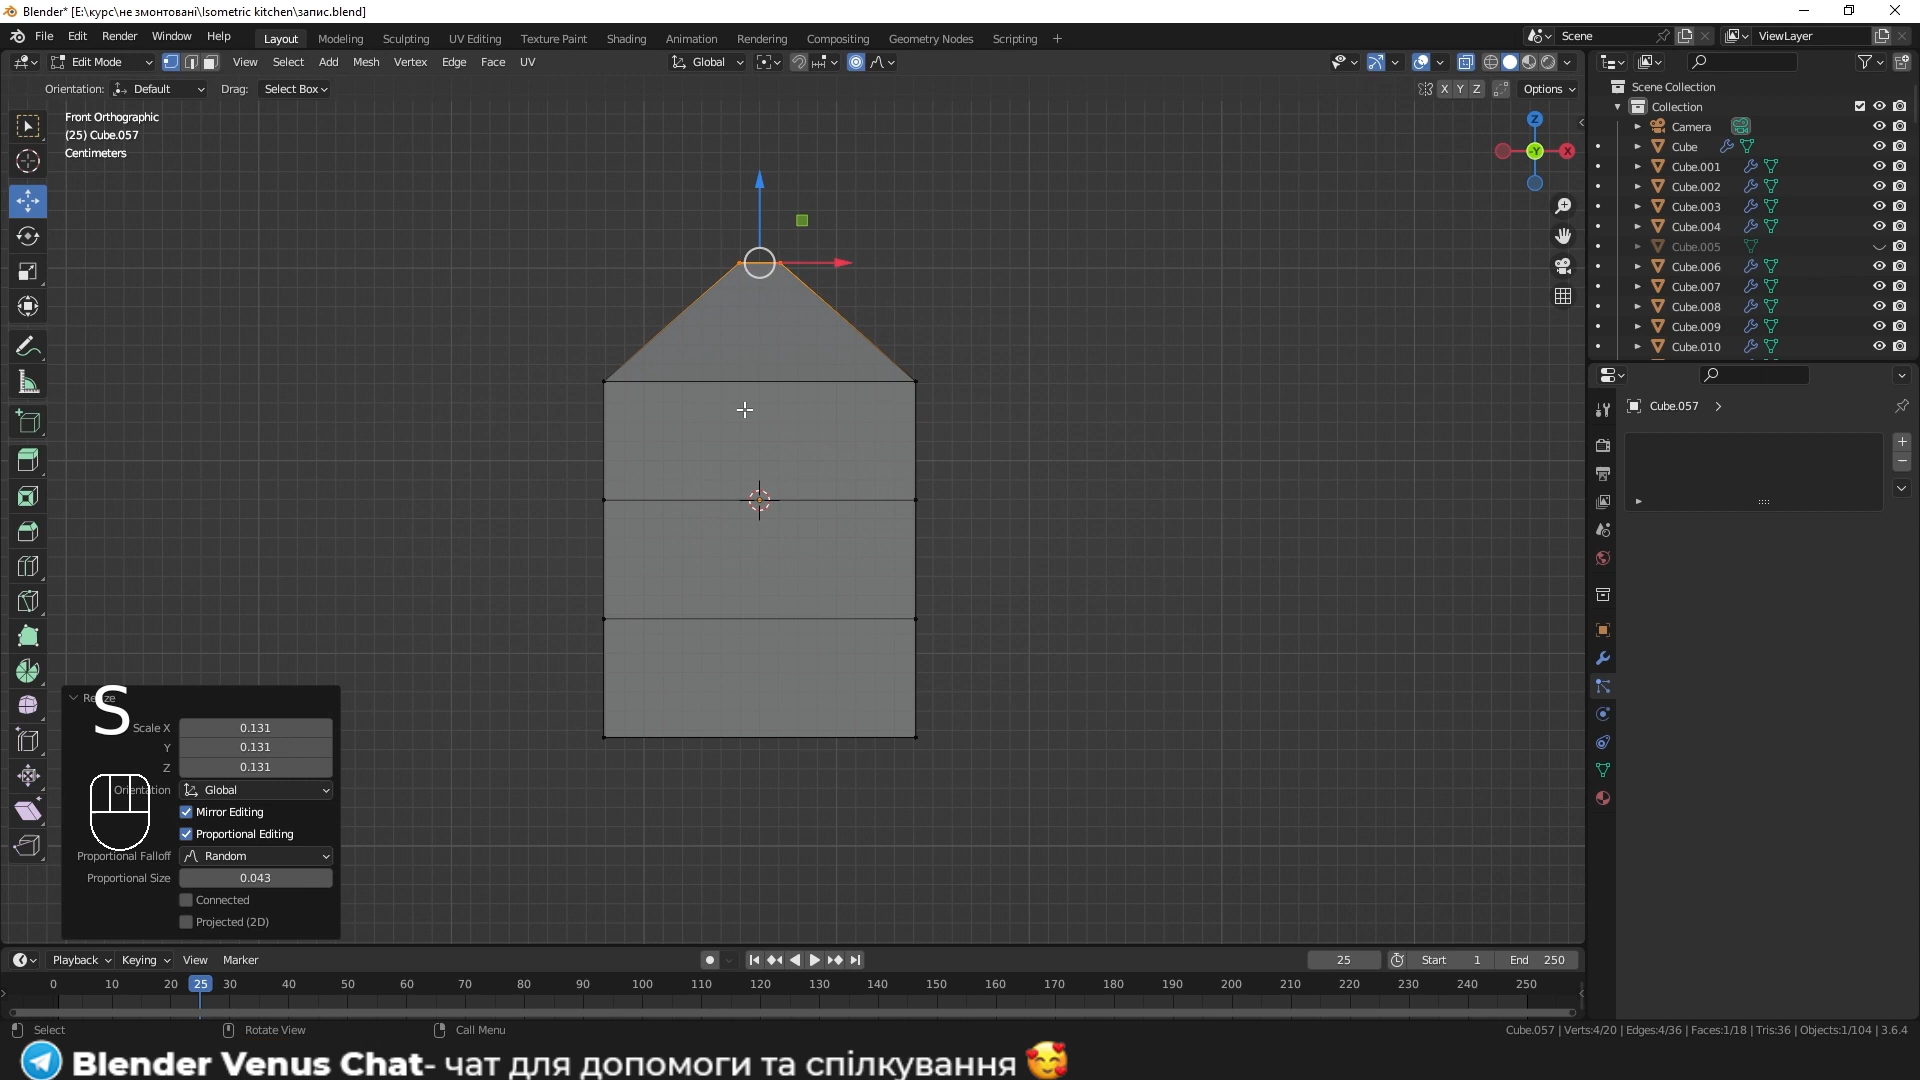 Blender* [E:\курс\не змонтовані\Isometric kitchen\запис.blend]
File Edit Render Window Help Layout Modeling Sculpting UV Editing Texture Paint Shading Animation Rendering Compositing Geometry Nodes Scripting + Scene ViewLayer
Edit Mode View Select Add Mesh Vertex Edge Face UV Global
Orientation: Default Drag: Select Box X Y Z Options
Front Orthographic
(25) Cube.057
Centimeters
Z
-Y
X
Scene Collection
Collection
Camera
Cube
Cube.001
Cube.002
Cube.003
Cube.004
Cube.005
Cube.006
Cube.007
Cube.008
Cube.009
Cube.010
Cube.057
S
Scale X 0.131
Y 0.131
Z 0.131
Orientation Global
Mirror Editing
Proportional Editing
Proportional Falloff Random
Proportional Size 0.043
Connected
Projected (2D)
Playback Keying View Marker 25 Start 1 End 250
0 10 20 25 30 40 50 60 70 80 90 100 110 120 130 140 150 160 170 180 190 200 210 220 230 240 250
Select Rotate View Call Menu Cube.057 | Verts:4/20 | Edges:4/36 | Faces:1/18 | Tris:36 | Objects:1/104 | 3.6.4
Blender Venus Chat- чат для допомоги та спілкування